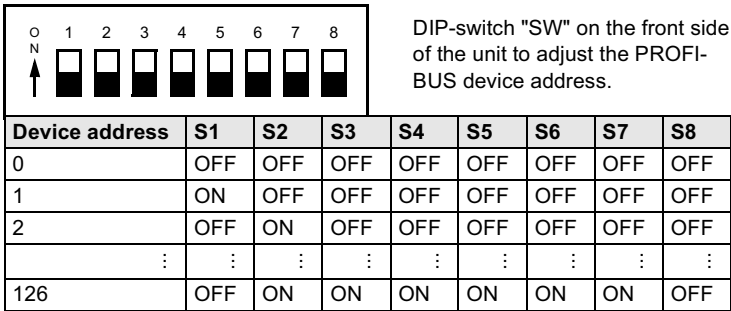 O
N
1 2 3 4 5 6 7 8
DIP-switch "SW" on the front side
of the unit to adjust the PROFI-
BUS device address.
Device address S1 S2 S3 S4 S5 S6 S7 S8
0 OFF OFF OFF OFF OFF OFF OFF OFF
1 ON OFF OFF OFF OFF OFF OFF OFF
2 OFF ON OFF OFF OFF OFF OFF OFF
⋮ ⋮ ⋮ ⋮ ⋮ ⋮ ⋮ ⋮ ⋮
126 OFF ON ON ON ON ON ON OFF